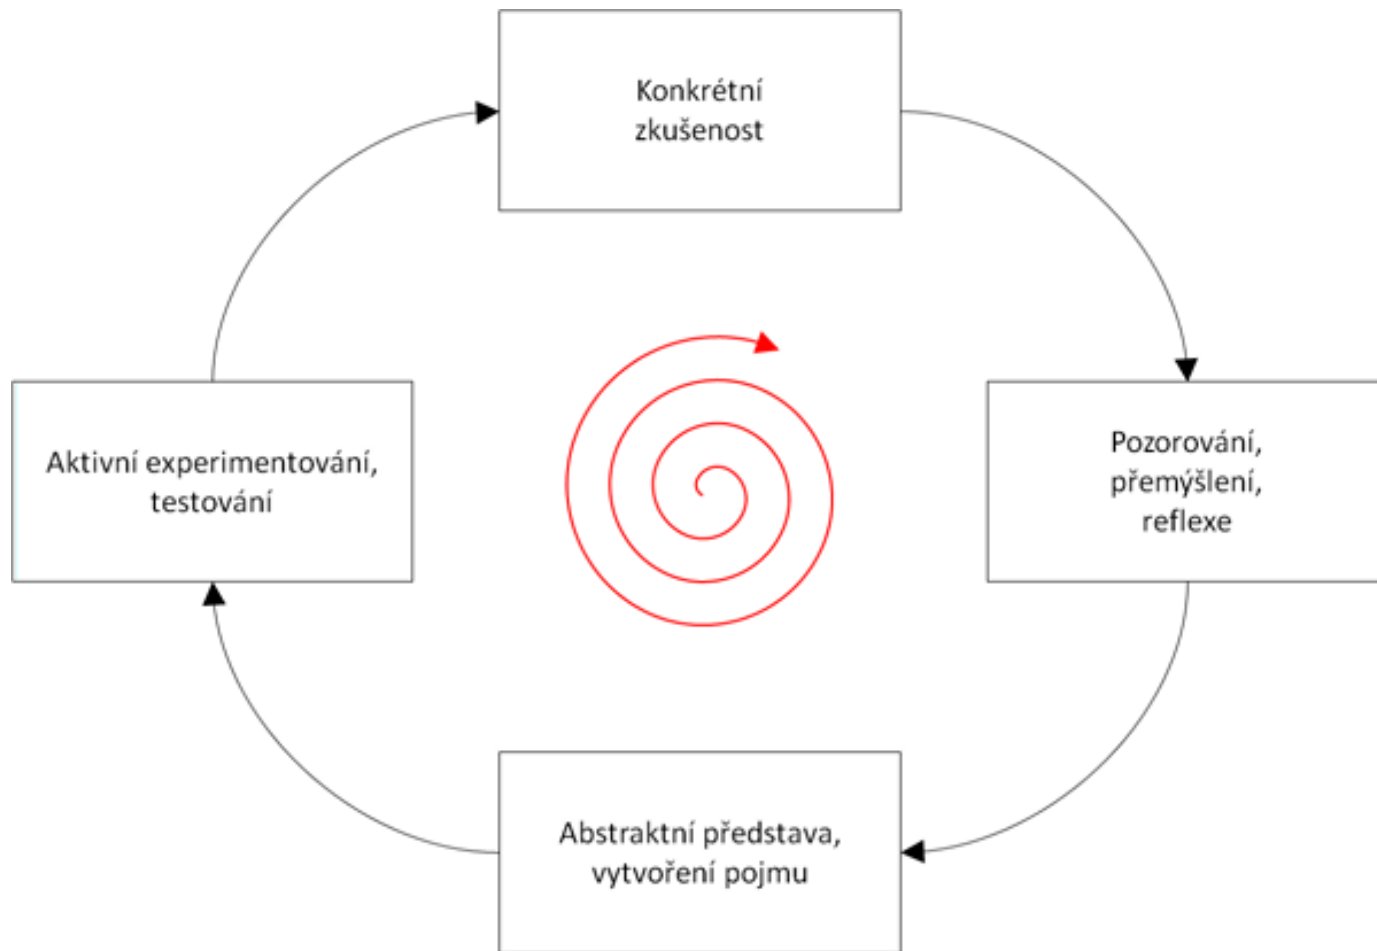 Konkrétní
zkušenost
Aktivní experimentování,
testování
Pozorování,
přemýšlení,
reflexe
Abstraktní představa,
vytvoření pojmu